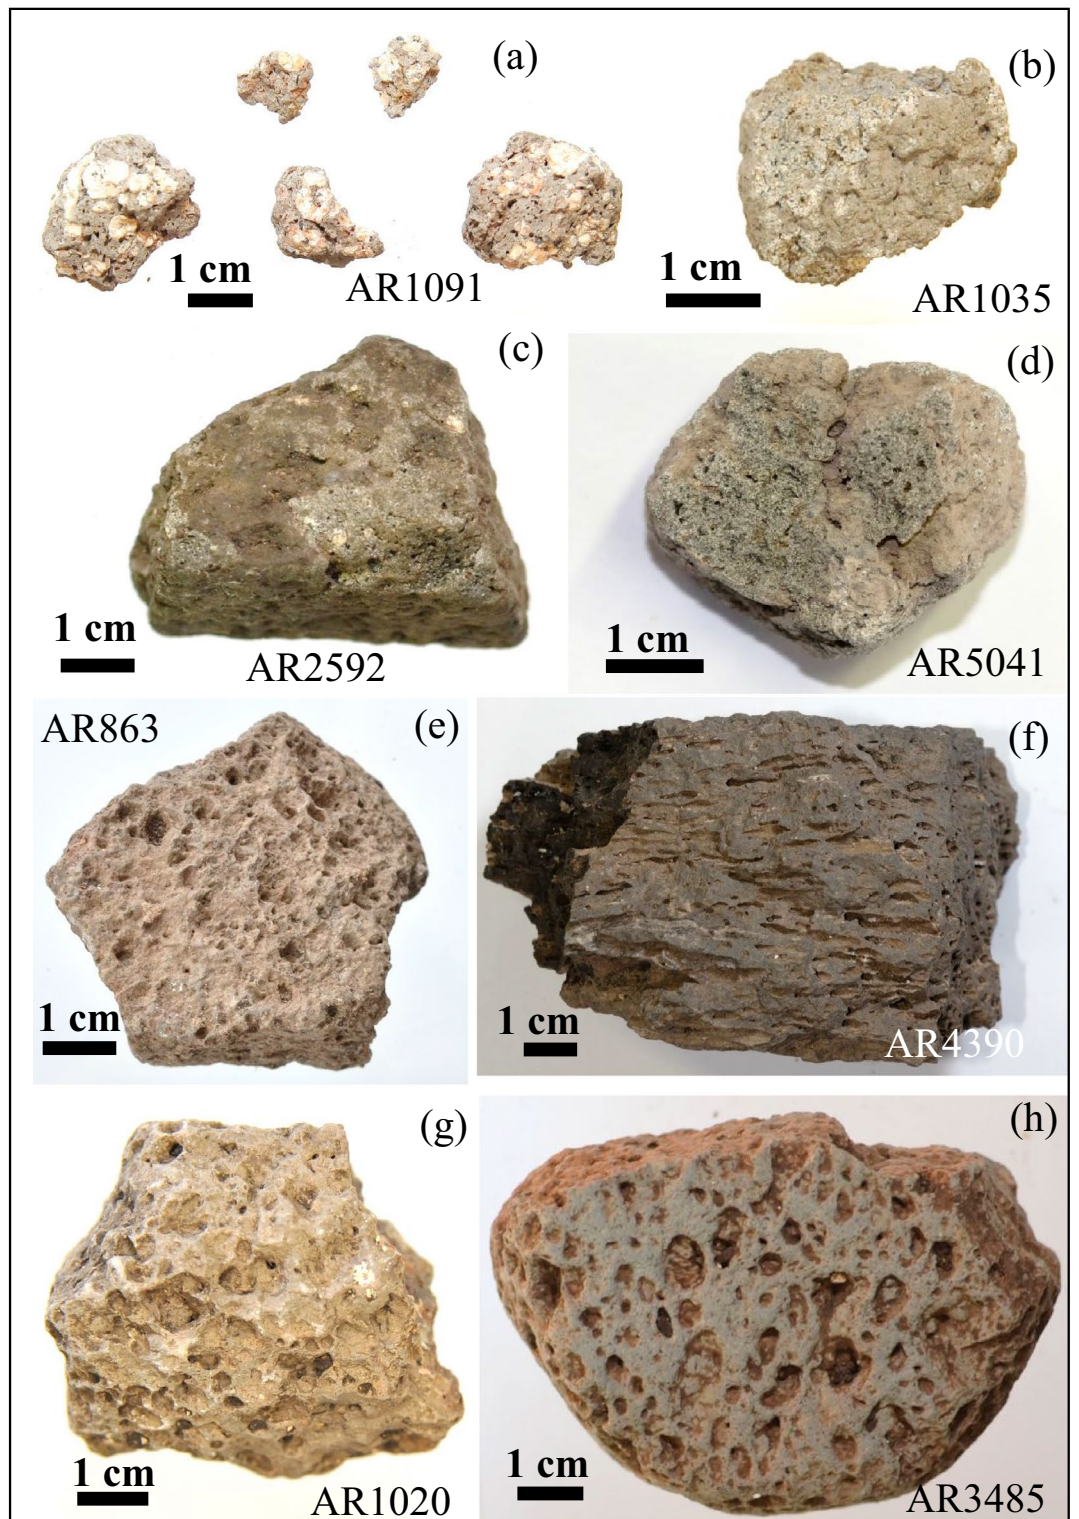 (a)
1 cm
AR1091
(b)
1 cm
AR1035
(c)
1 cm
AR2592
(d)
1 cm
AR5041
AR863
(e)
1 cm
(f)
1 cm
AR4390
(g)
1 cm
AR1020
(h)
1 cm
AR3485